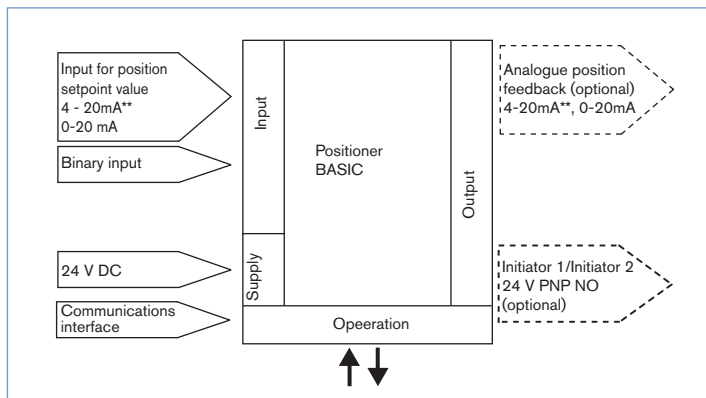 Input for position
setpoint value
4 - 20mA**
0-20 mA
Binary input
24 V DC
Communications
interface
Input
Supply
Positioner
BASIC
Output
Opeeration
Analogue position
feedback (optional)
4-20mA**, 0-20mA
Initiator 1/Initiator 2
24 V PNP NO
(optional)